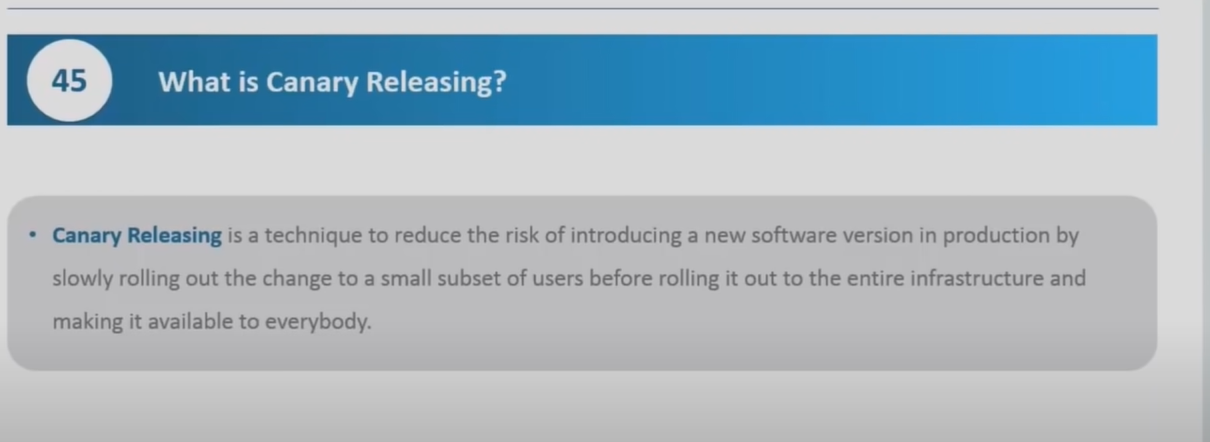 45
What is Canary Releasing?
• Canary Releasing is a technique to reduce the risk of introducing a new software version in production by
slowly rolling out the change to a small subset of users before rolling it out to the entire infrastructure and
making it available to everybody.